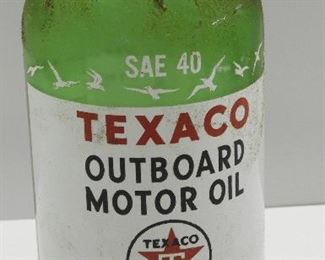 SAE 40
TEXACO
OUTBOARD
MOTOR OIL
TEXACO
T